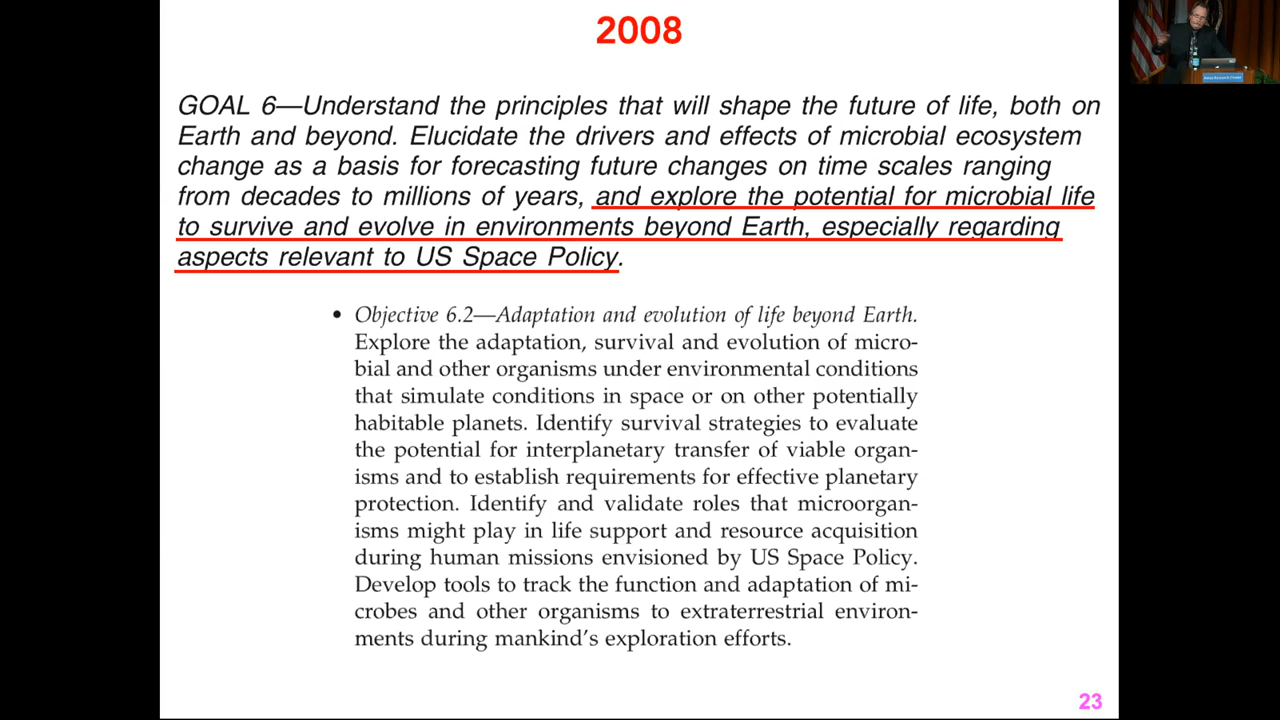 2008
GOAL 6—Understand the principles that will shape the future of life, both on
Earth and beyond. Elucidate the drivers and effects of microbial ecosystem
change as a basis for forecasting future changes on time scales ranging
from decades to millions of years, and explore the potential for microbial life
to survive and evolve in environments beyond Earth, especially regarding
aspects relevant to US Space Policy.
• Objective 6.2—Adaptation and evolution of life beyond Earth.
Explore the adaptation, survival and evolution of micro-
bial and other organisms under environmental conditions
that simulate conditions in space or on other potentially
habitable planets. Identify survival strategies to evaluate
the potential for interplanetary transfer of viable organ-
isms and to establish requirements for effective planetary
protection. Identify and validate roles that microorgan-
isms might play in life support and resource acquisition
during human missions envisioned by US Space Policy.
Develop tools to track the function and adaptation of mi-
crobes and other organisms to extraterrestrial environ-
ments during mankind's exploration efforts.
23